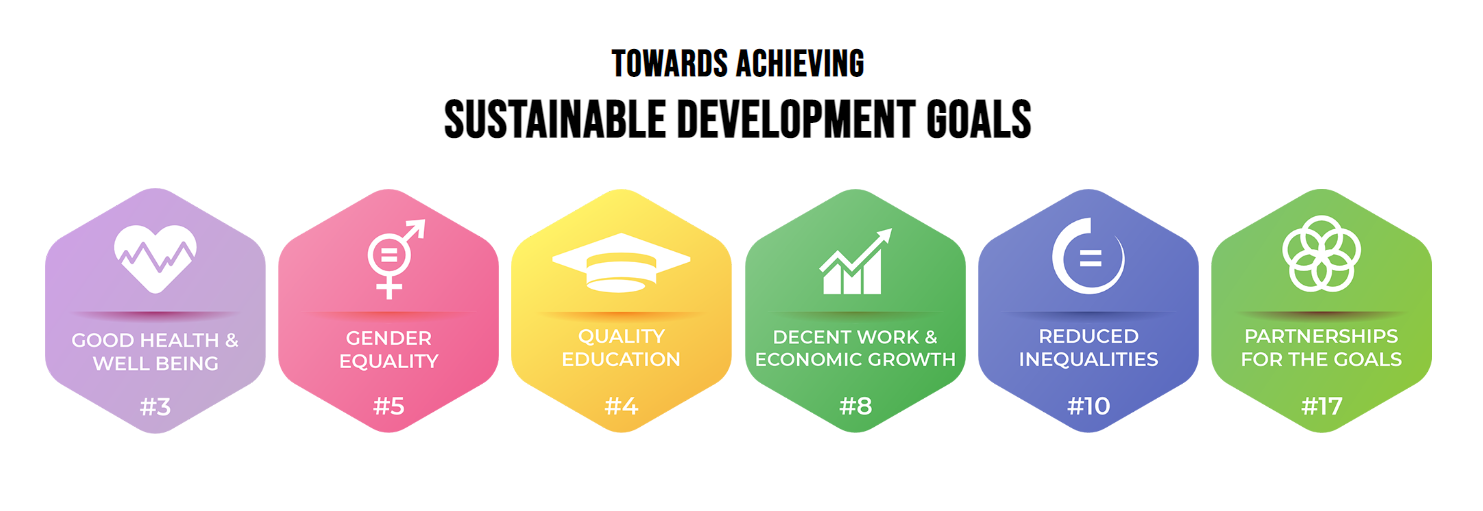 TOWARDS ACHIEVING
SUSTAINABLE DEVELOPMENT GOALS
GOOD HEALTH &
WELL BEING
#3
GENDER
EQUALITY
#5
QUALITY
EDUCATION
#4
DECENT WORK &
ECONOMIC GROWTH
#8
REDUCED
INEQUALITIES
#10
PARTNERSHIPS
FOR THE GOALS
#17